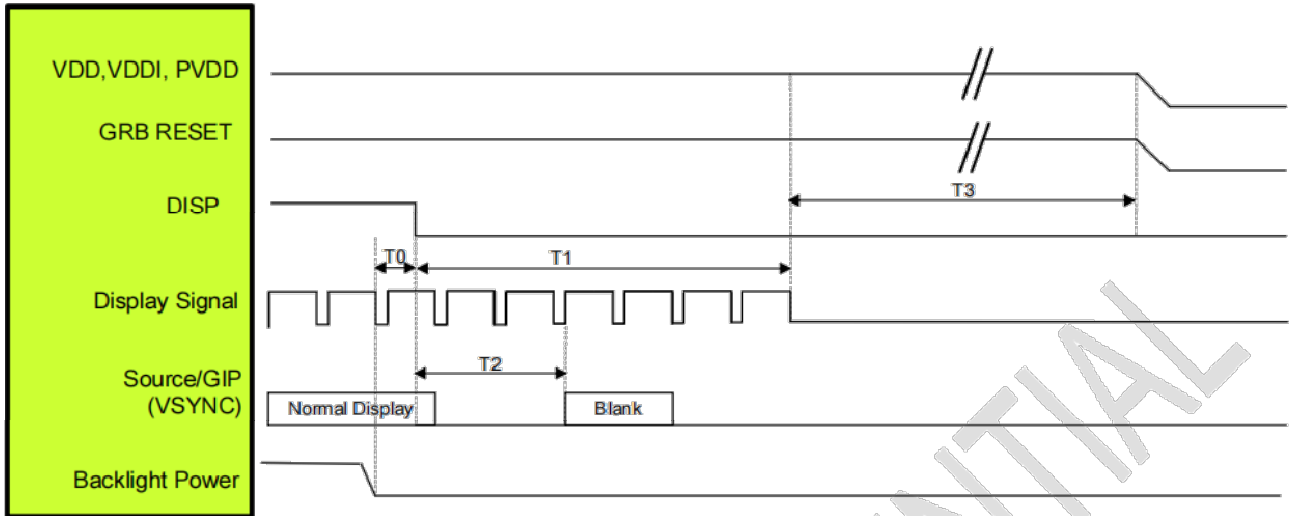 VDD,VDDI, PVDD
GRB RESET
T3
DISP
T0
T1
Display Signal
T2
Source/GIP
(VSYNC)
Normal Display
Blank
Backlight Power